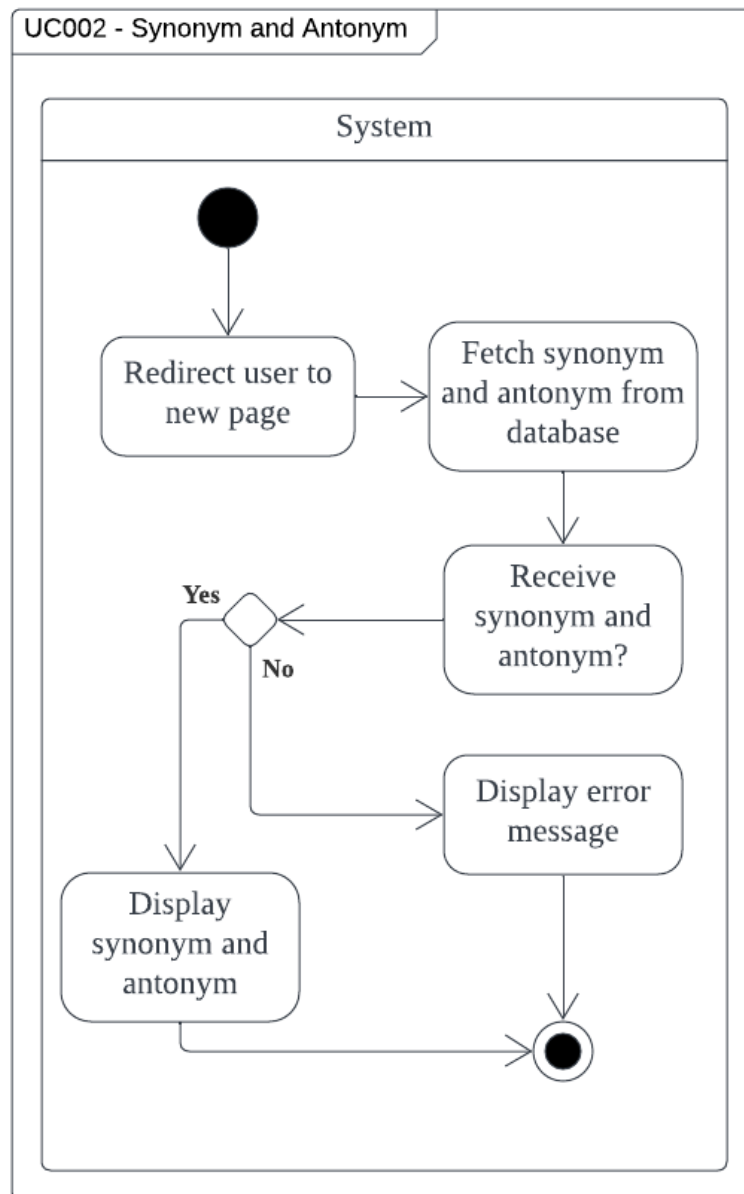 UC002 - Synonym and Antonym
System
Redirect user to
new page
Fetch synonym
and antonym from
database
Receive
synonym and
antonym?
Yes
No
Display error
message
Display
synonym and
antonym